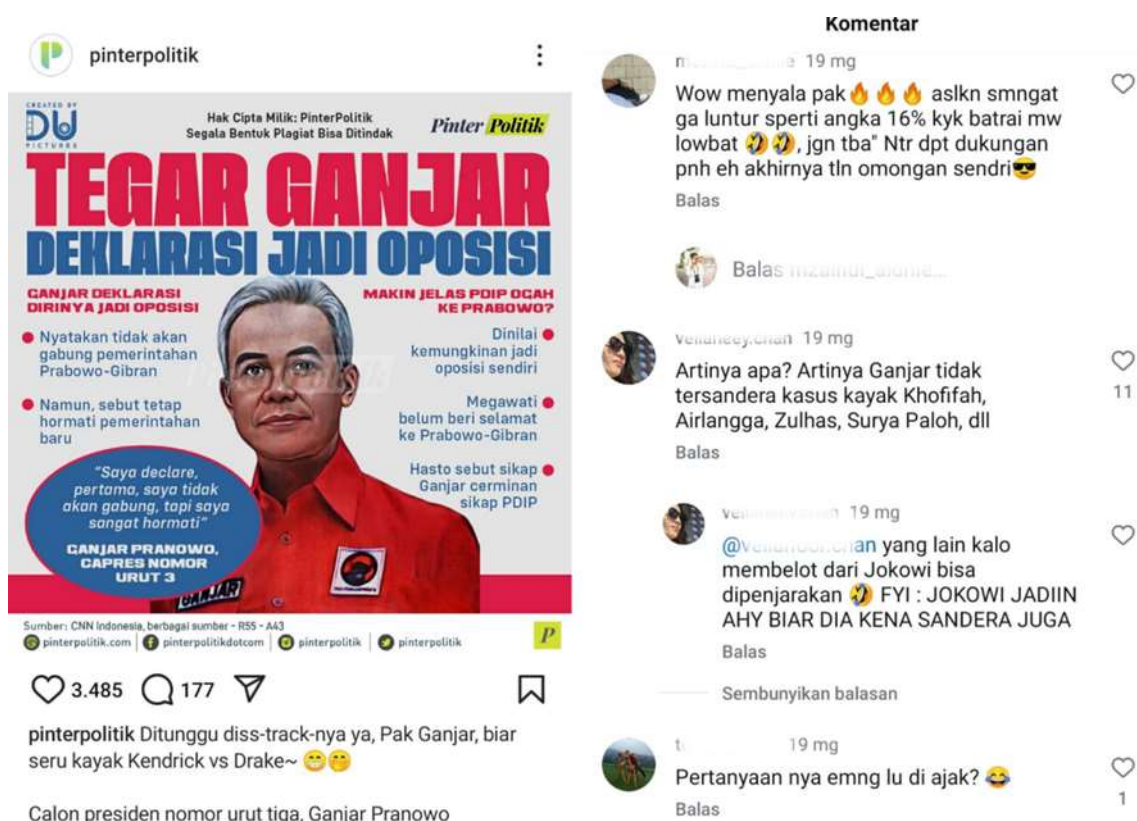 pinterpolitik
CREATED BY
DU
PICTURES
Hak Cipta Milik: PinterPolitik
Segala Bentuk Plagiat Bisa Ditindak
Pinter Politik
TEGAR GANJAR
DEKLARASI JADI OPOSISI
GANJAR DEKLARASI
DIRINYA JADI OPOSISI
Nyatakan tidak akan
gabung pemerintahan
Prabowo-Gibran
Namun, sebut tetap
hormati pemerintahan
baru
"Saya declare,
pertama, saya tidak
akan gabung, tapi saya
sangat hormati"
GANJAR PRANOWO,
CAPRES NOMOR
URUT 3
MAKIN JELAS PDIP OGAH
KE PRABOWO?
Dinilai
kemungkinan jadi
oposisi sendiri
Megawati
belum beri selamat
ke Prabowo-Gibran
Hasto sebut sikap
Ganjar cerminan
sikap PDIP
GANJAR
Sumber: CNN Indonesia, berbagai sumber - R55 - A43
pinterpolitik.com pinterpolitikdotcom pinterpolitik pinterpolitik
3.485 177
pinterpolitik Ditunggu diss-track-nya ya, Pak Ganjar, biar
seru kayak Kendrick vs Drake~ 😁🤭
Calon presiden nomor urut tiga, Ganjar Pranowo
Komentar
19 mg
Wow menyala pak🔥🔥🔥 aslkn smngat
ga luntur sperti angka 16% kyk batrai mw
lowbat 🤣🤣, jgn tba" Ntr dpt dukungan
pnh eh akhirnya tln omongan sendri😎
Balas
Balas
19 mg
Artinya apa? Artinya Ganjar tidak
tersandera kasus kayak Khofifah,
Airlangga, Zulhas, Surya Paloh, dll
11
Balas
19 mg
yang lain kalo
membelot dari Jokowi bisa
dipenjarakan 🤣 FYI : JOKOWI JADIIN
AHY BIAR DIA KENA SANDERA JUGA
Balas
Sembunyikan balasan
19 mg
Pertanyaan nya emng lu di ajak? 😂
1
Balas